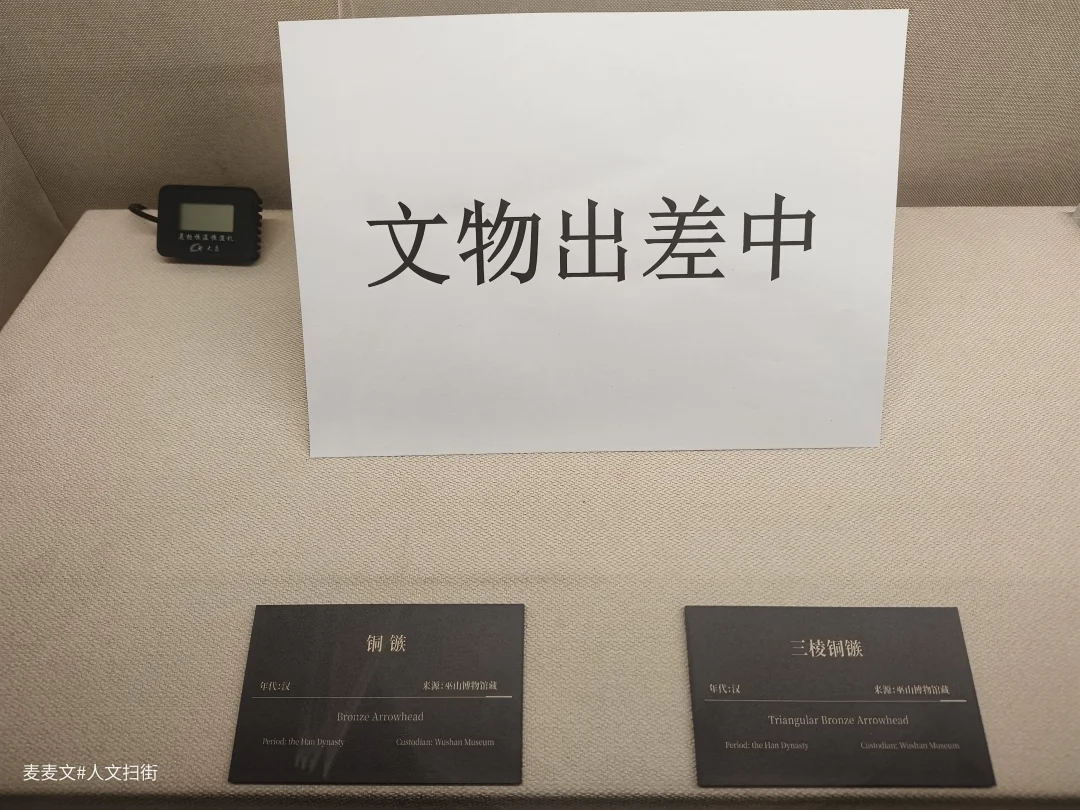 文物出差中
铜镞
年代:汉
来源:巫山博物馆藏
Bronze Arrowhead
Period: the Han Dynasty
Custodian: Wushan Museum
三棱铜镞
年代:汉
来源:巫山博物馆藏
Triangular Bronze Arrowhead
Period: the Han Dynasty
Custodian: Wushan Museum
麦麦文#人文扫街